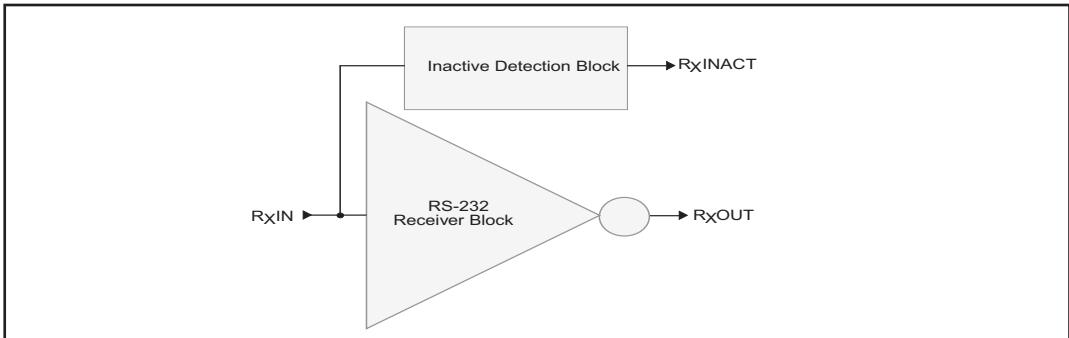 Inactive Detection Block
RXINACT
RS-232
Receiver Block
RXIN
RXOUT